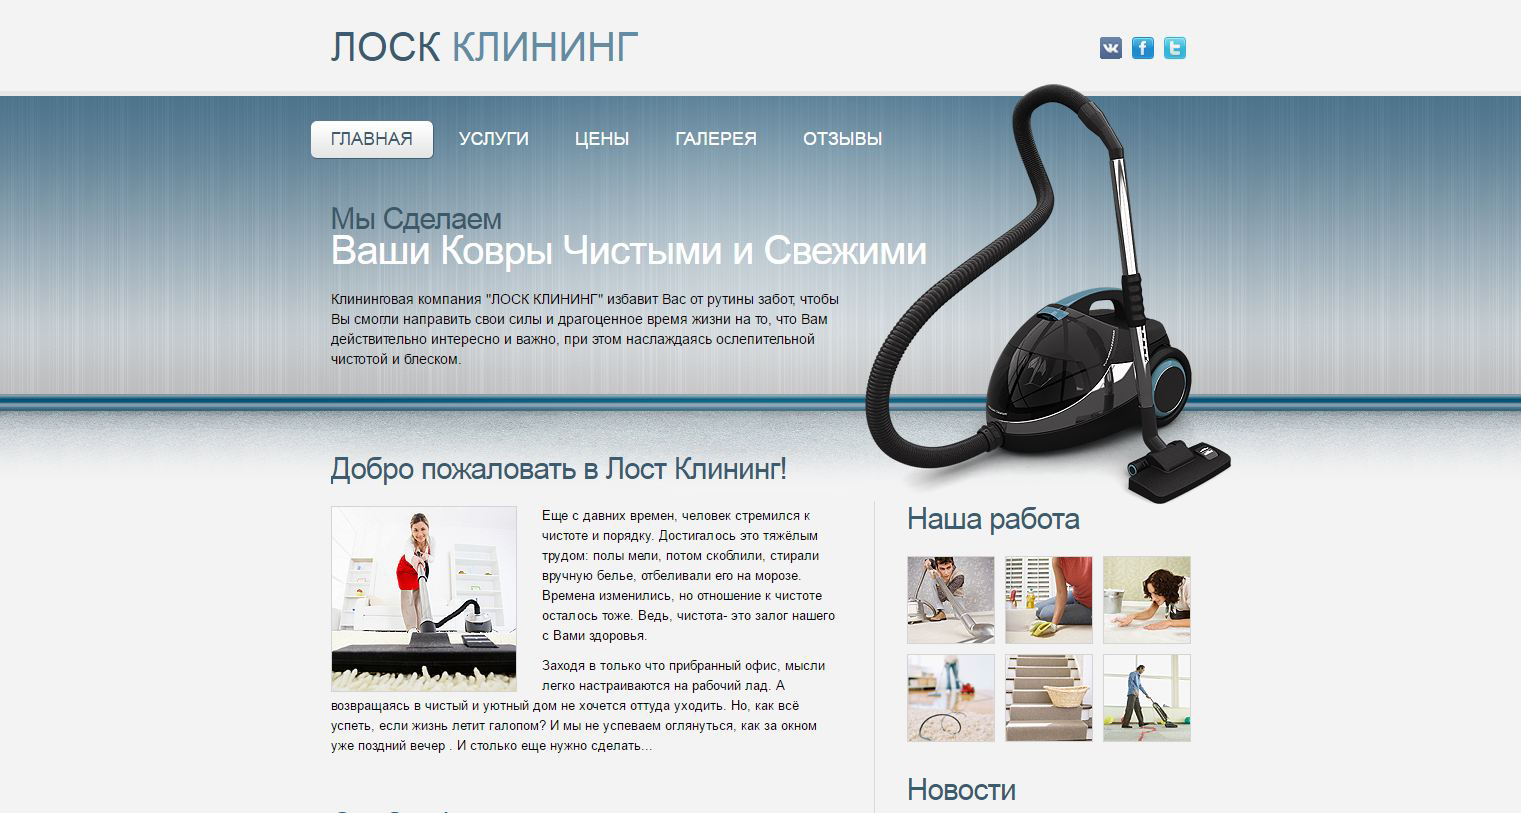 ЛОСК КЛИНИНГ
ГЛАВНАЯ
УСЛУГИ
ЦЕНЫ
ГАЛЕРЕЯ
ОТЗЫВЫ
Мы Сделаем
Ваши Ковры Чистыми и Свежими
Клининговая компания "ЛОСК КЛИНИНГ" избавит Вас от рутины забот, чтобы
Вы смогли направить свои силы и драгоценное время жизни на то, что Вам
действительно интересно и важно, при этом наслаждаясь ослепительной
чистотой и блеском.
Добро пожаловать в Лост Клининг!
Еще с давних времен, человек стремился к
чистоте и порядку. Достигалось это тяжёлым
трудом: полы мели, потом скоблили, стирали
вручную белье, отбеливали его на морозе.
Времена изменились, но отношение к чистоте
осталось тоже. Ведь, чистота- это залог нашего
с Вами здоровья.
Заходя в только что прибранный офис, мысли
легко настраиваются на рабочий лад. А
возвращаясь в чистый и уютный дом не хочется оттуда уходить. Но, как всё
успеть, если жизнь летит галопом? И мы не успеваем оглянуться, как за окном
уже поздний вечер . И столько еще нужно сделать...
Наша работа
Новости